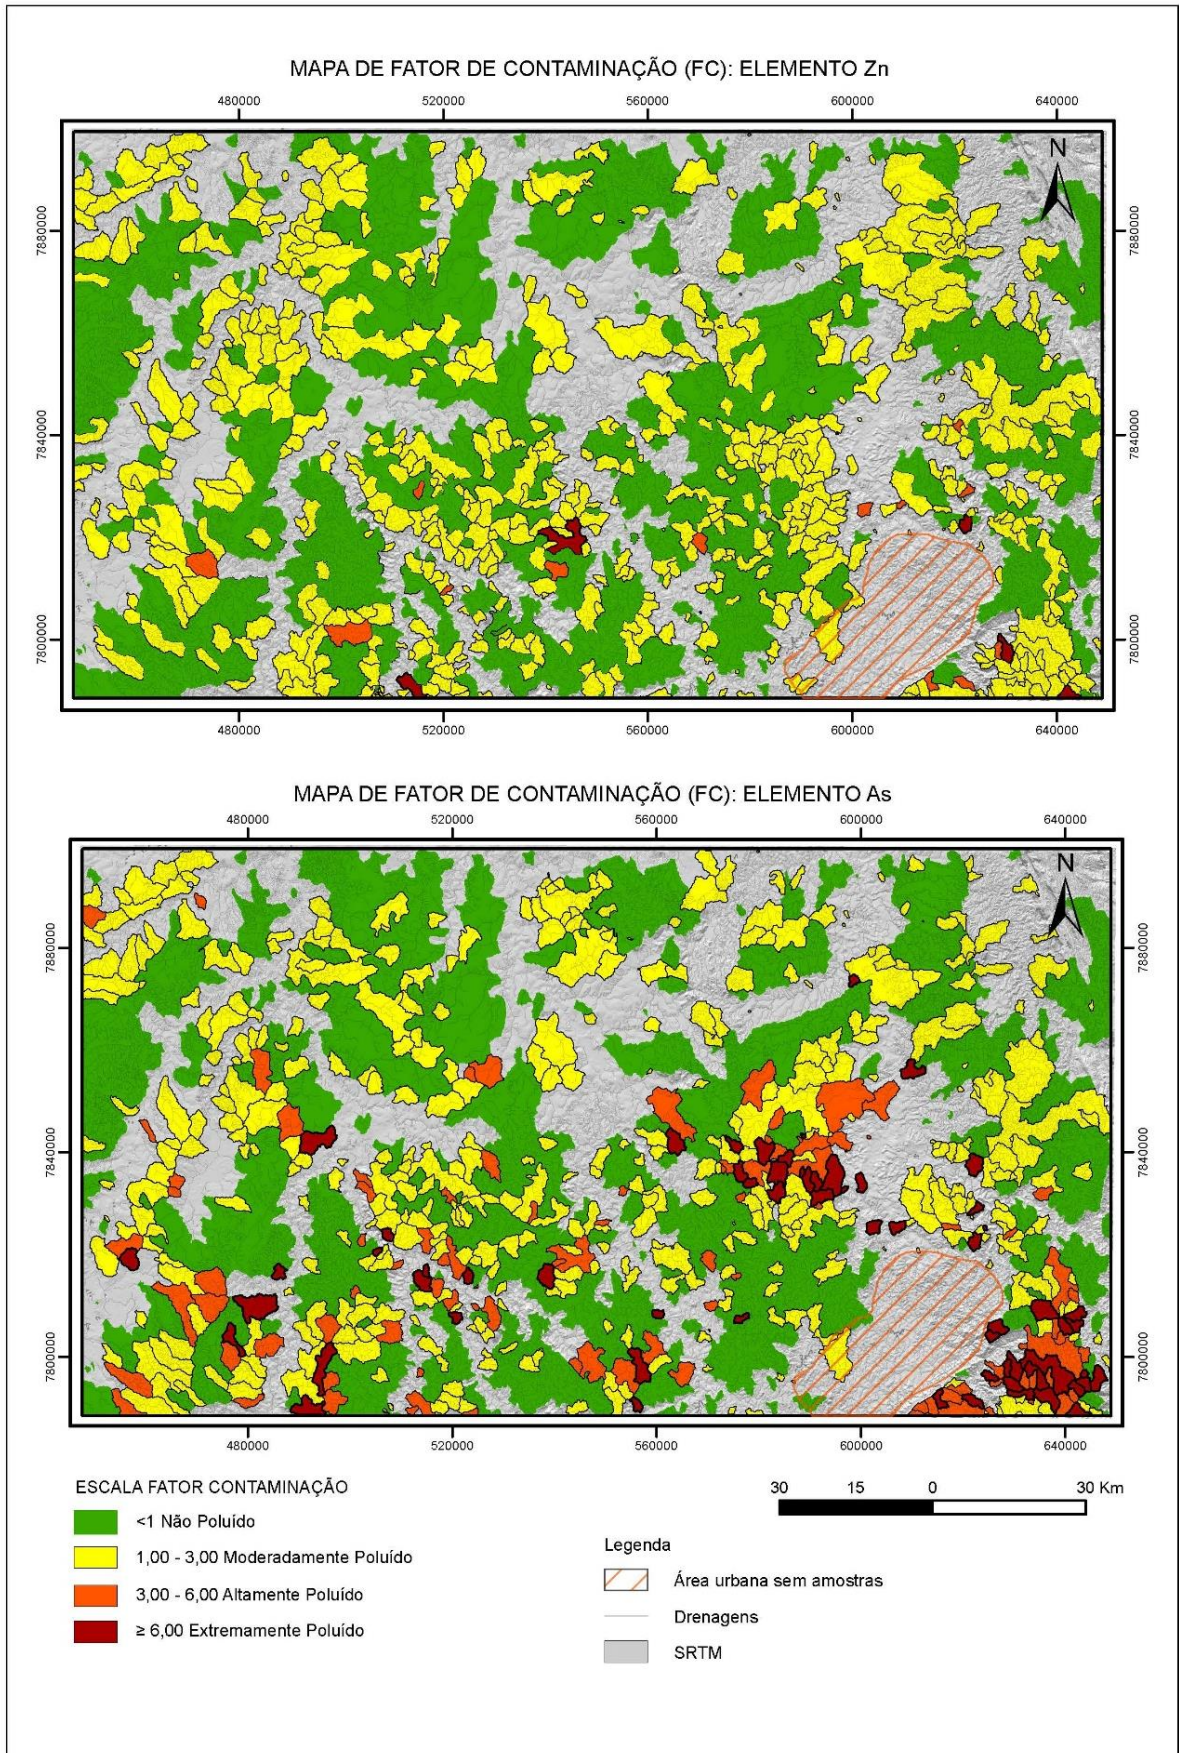 MAPA DE FATOR DE CONTAMINAÇÃO (FC): ELEMENTO Zn
480000 520000 560000 600000 640000
N
7880000 7880000
7840000 7840000
7800000 7800000
480000 520000 560000 600000 640000
MAPA DE FATOR DE CONTAMINAÇÃO (FC): ELEMENTO As
480000 520000 560000 600000 640000
N
7880000 7880000
7840000 7840000
7800000 7800000
480000 520000 560000 600000 640000
ESCALA FATOR CONTAMINAÇÃO
<1 Não Poluído
1,00 - 3,00 Moderadamente Poluído
3,00 - 6,00 Altamente Poluído
≥ 6,00 Extremamente Poluído
30 15 0 30 Km
Legenda
Área urbana sem amostras
Drenagens
SRTM